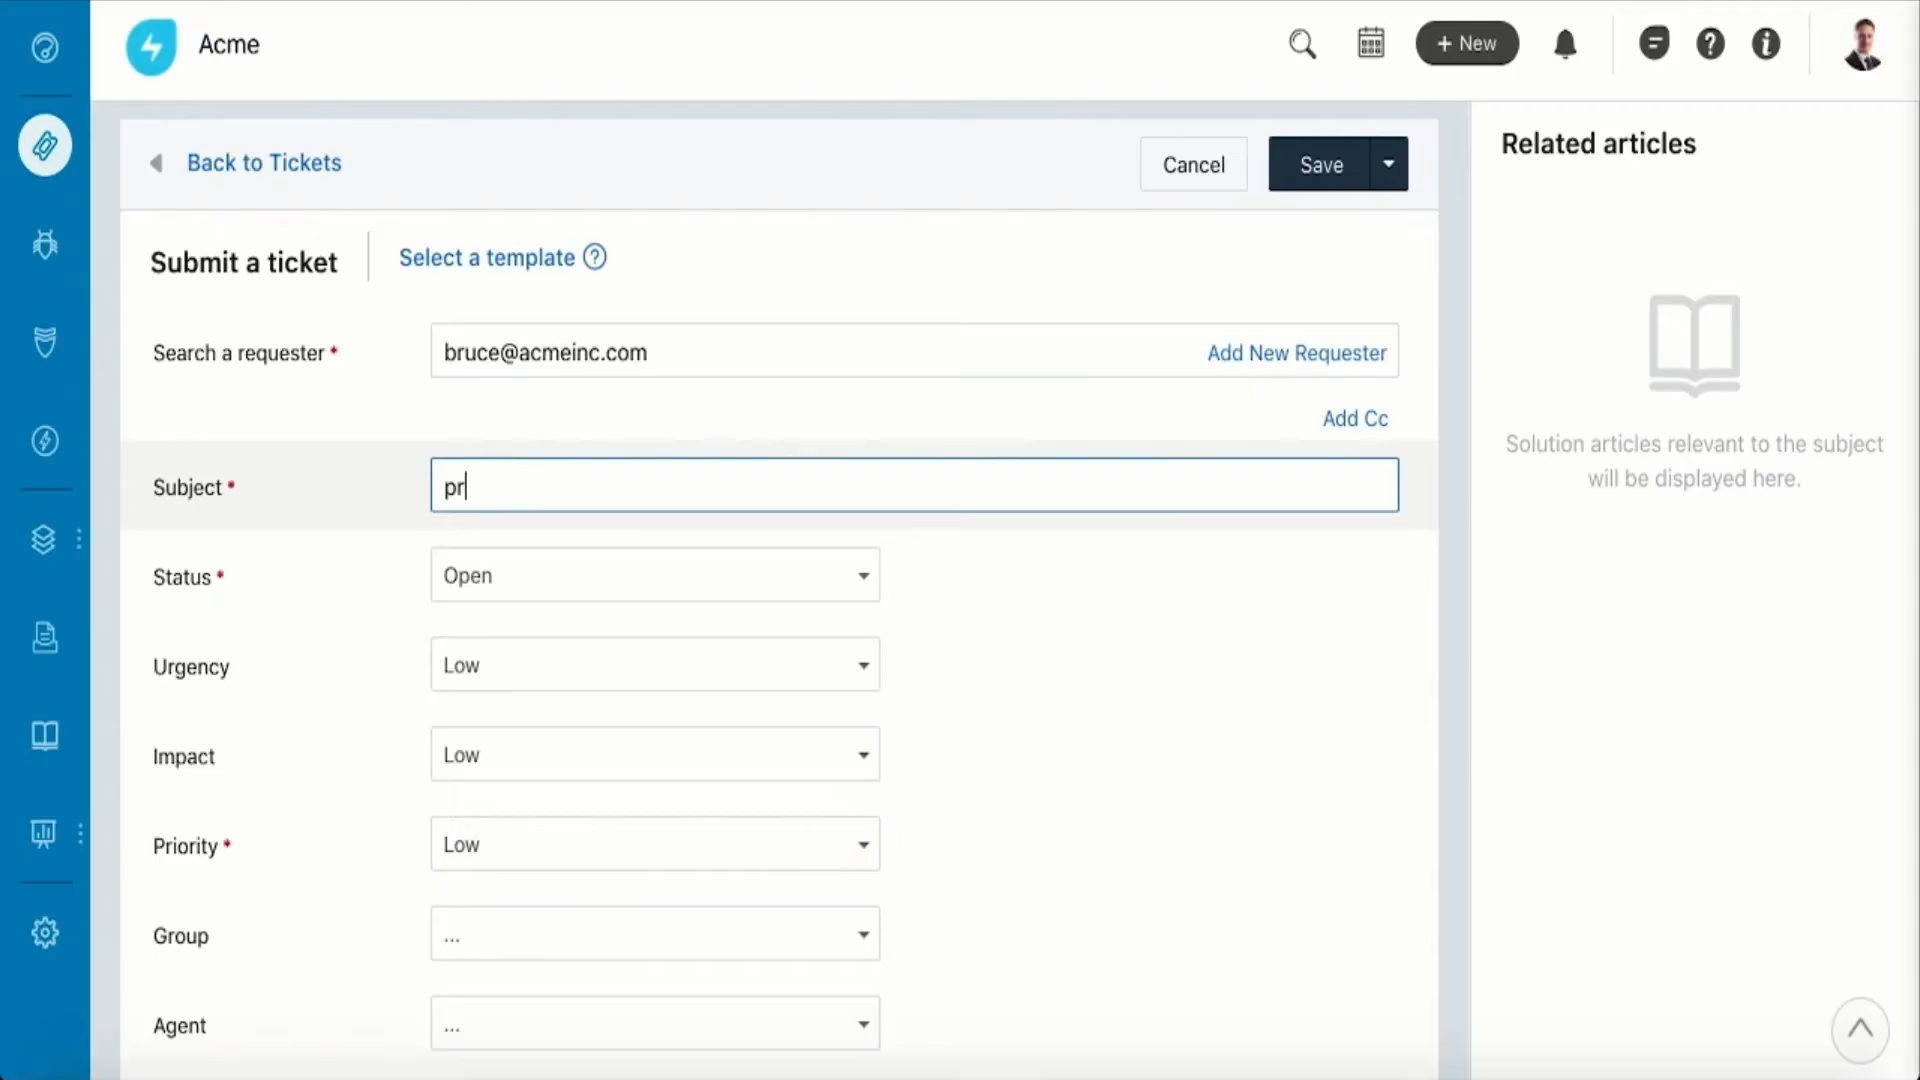 Acme
+ New
Back to Tickets
Cancel
Save
Related articles
Submit a ticket
Select a template ?
Search a requester *
bruce@acmeinc.com
Add New Requester
Add Cc
Solution articles relevant to the subject
will be displayed here.
Subject *
pr
Status *
Open
Urgency
Low
Impact
Low
Priority *
Low
Group
...
Agent
...